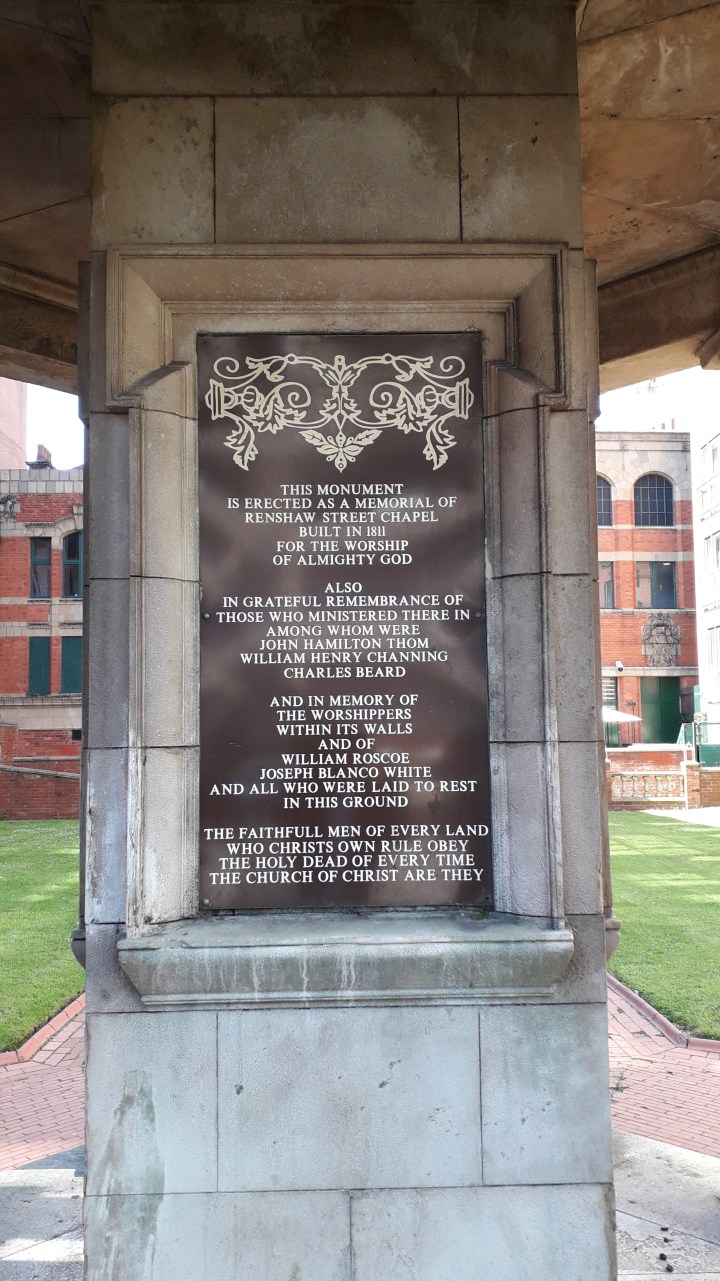 THIS MONUMENT
IS ERECTED AS A MEMORIAL OF
RENSHAW STREET CHAPEL
BUILT IN 1811
FOR THE WORSHIP
OF ALMIGHTY GOD
ALSO
IN GRATEFUL REMEMBRANCE OF
THOSE WHO MINISTERED THERE IN
AMONG WHOM WERE
JOHN HAMILTON THOM
WILLIAM HENRY CHANNING
CHARLES BEARD
AND IN MEMORY OF
THE WORSHIPPERS
WITHIN ITS WALLS
AND OF
WILLIAM ROSCOE
JOSEPH BLANCO WHITE
AND ALL WHO WERE LAID TO REST
IN THIS GROUND
THE FAITHFULL MEN OF EVERY LAND
WHO CHRISTS OWN RULE OBEY
THE HOLY DEAD OF EVERY TIME
THE CHURCH OF CHRIST ARE THEY